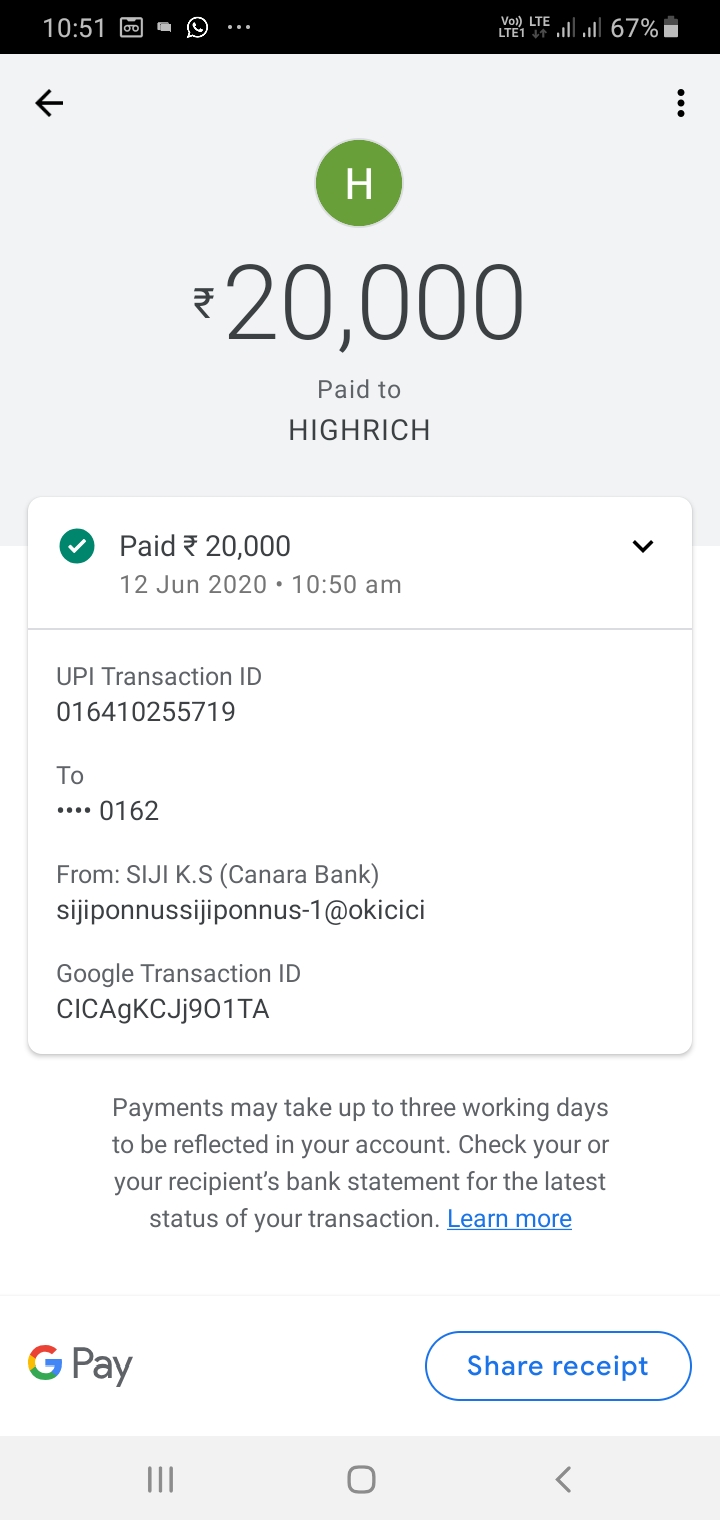 10:51
Vo)) LTE
LTE1
67%
H
₹20,000
Paid to
HIGHRICH
Paid ₹ 20,000
12 Jun 2020 • 10:50 am
UPI Transaction ID
016410255719
To
•••• 0162
From: SIJI K.S (Canara Bank)
sijiponnussijiponnus-1@okicici
Google Transaction ID
CICAgKCJj9O1TA
Payments may take up to three working days
to be reflected in your account. Check your or
your recipient’s bank statement for the latest
status of your transaction. Learn more
G Pay
Share receipt